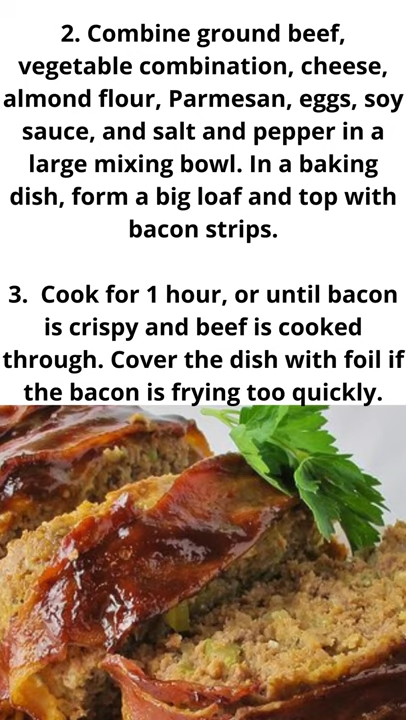 2. Combine ground beef,
vegetable combination, cheese,
almond flour, Parmesan, eggs, soy
sauce, and salt and pepper in a
large mixing bowl. In a baking
dish, form a big loaf and top with
bacon strips.
3. Cook for 1 hour, or until bacon
is crispy and beef is cooked
through. Cover the dish with foil if
the bacon is frying too quickly.